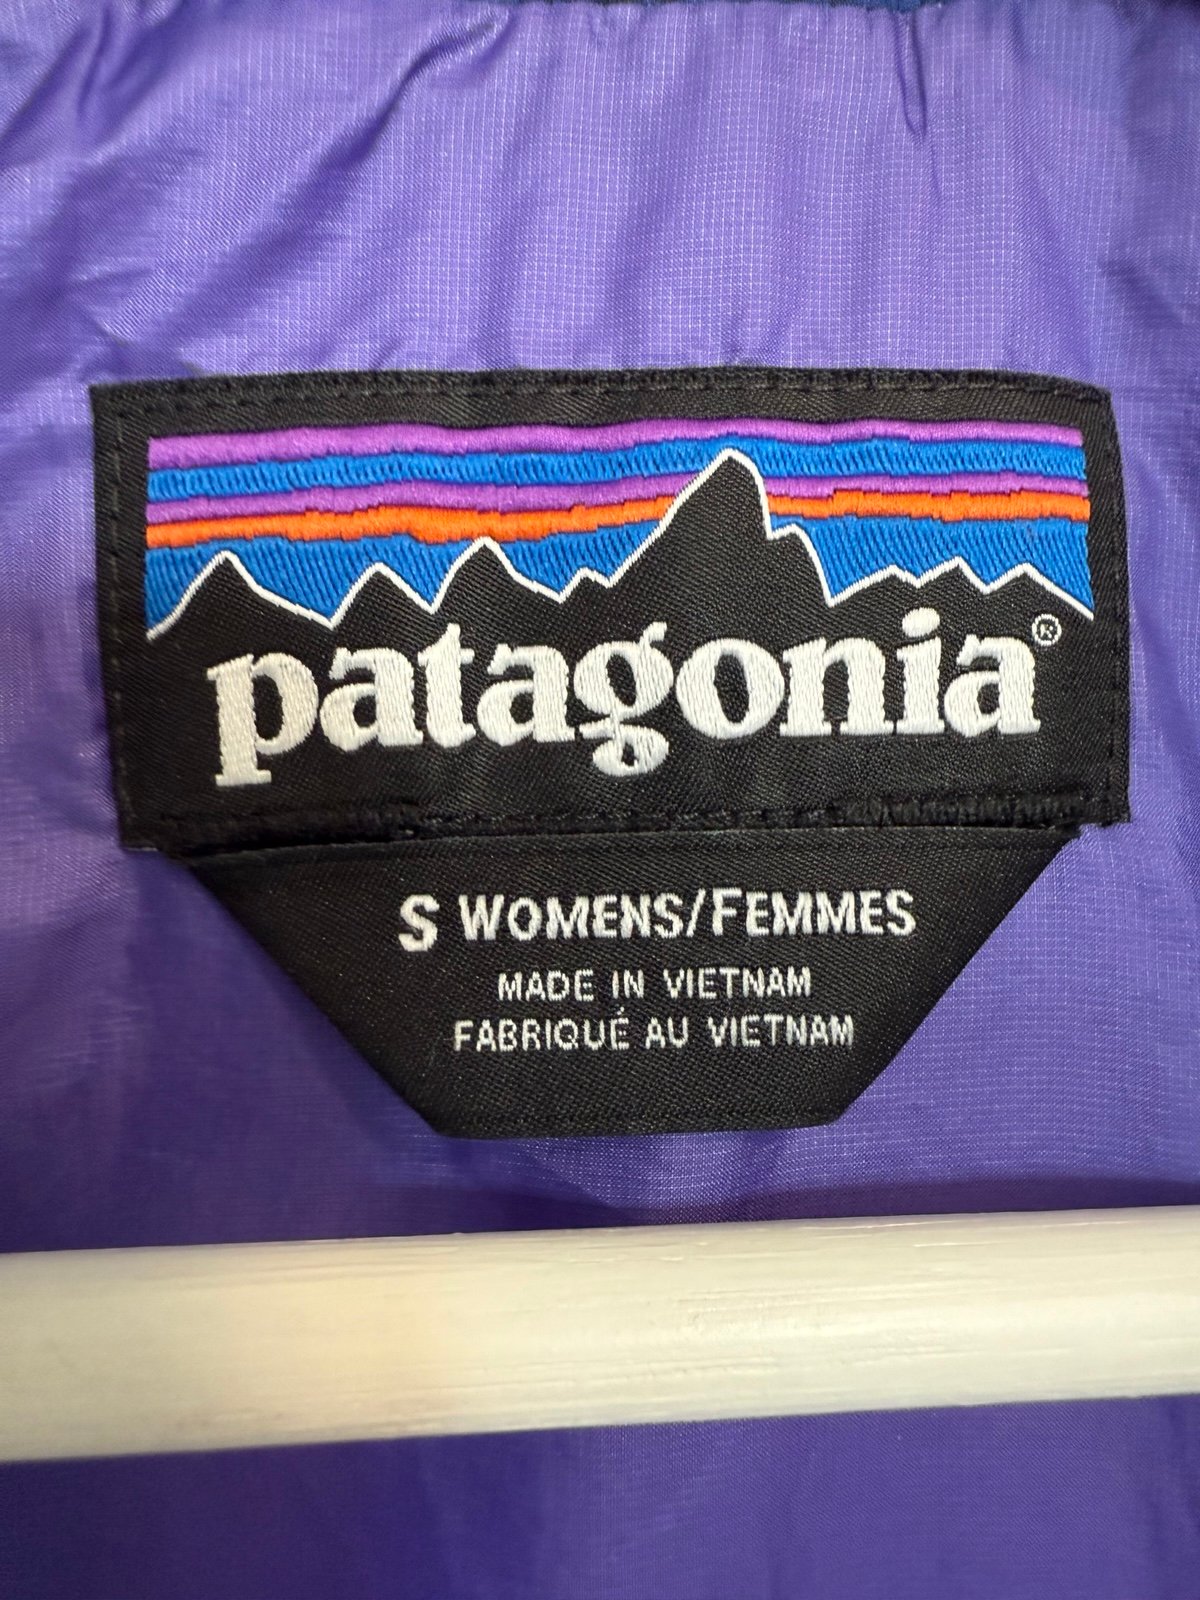 patagonia®
S WOMENS/FEMMES
MADE IN VIETNAM
FABRIQUÉ AU VIETNAM